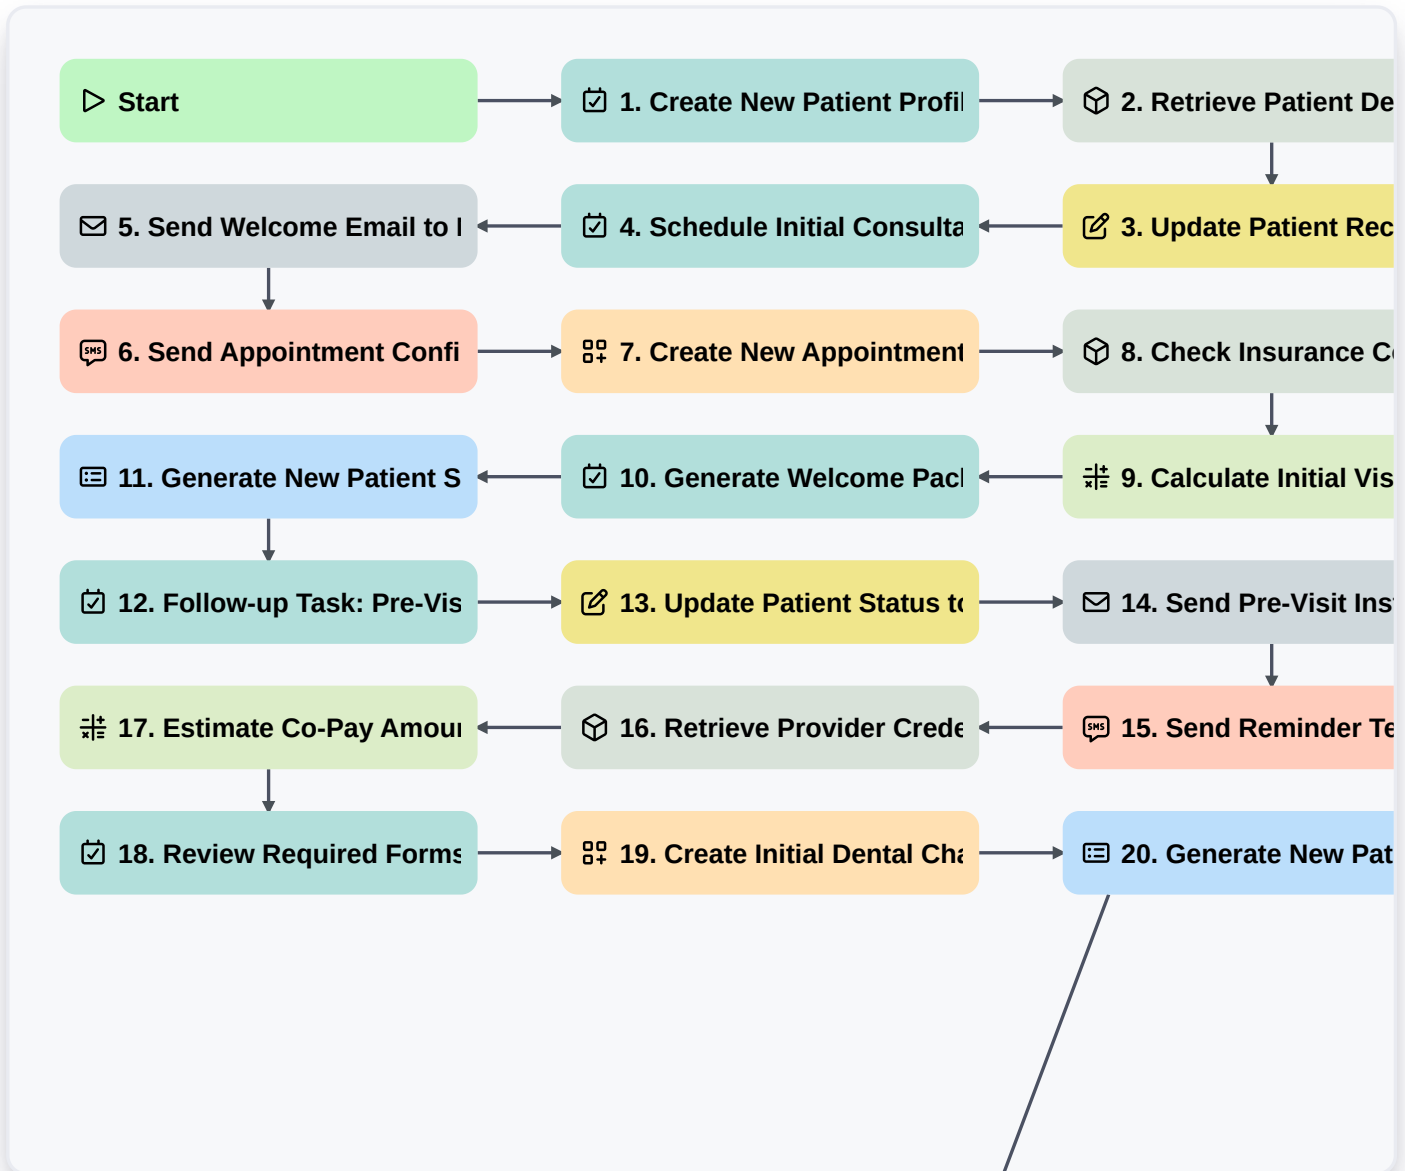 Start
1. Create New Patient Profil
2. Retrieve Patient De
5. Send Welcome Email to
4. Schedule Initial Consulta
3. Update Patient Rec
6. Send Appointment Confi
7. Create New Appointment
8. Check Insurance
11. Generate New Patient S
10. Generate Welcome Pac
9. Calculate Initial Vis
12. Follow-up Task: Pre-Vis
13. Update Patient Status to
14. Send Pre-Visit Ins
17. Estimate Co-Pay Amou
16. Retrieve Provider Crede
15. Send Reminder Te
18. Review Required Forms
19. Create Initial Dental Cha
20. Generate New Pat